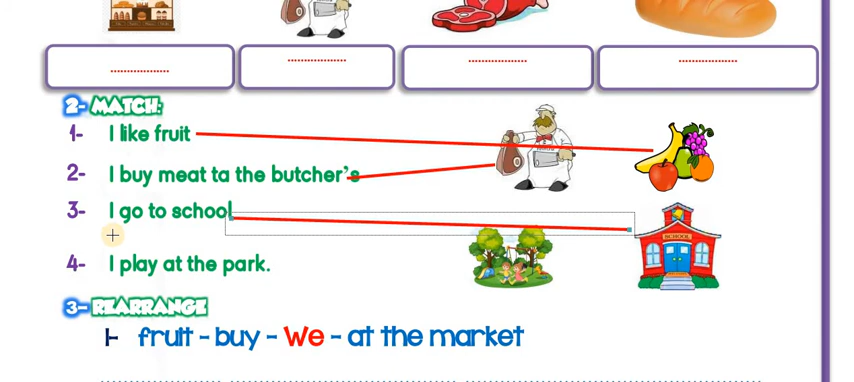 2- MATCH:
1- I like fruit
2- I buy meat ta the butcher's
3- I go to school
SCHOOL
4- I play at the park.
3- REARRANGE
1- fruit - buy - We - at the market